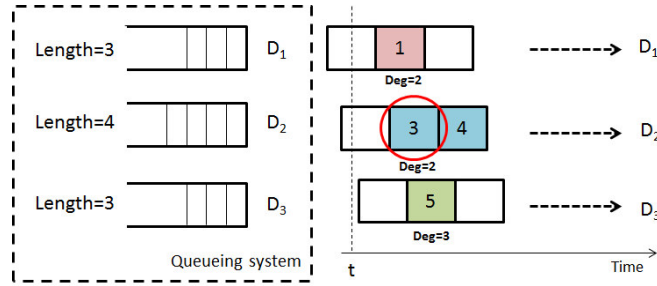 Length=3 D1 1 D1
Deg=2
Length=4 D2 3 4 D2
Deg=2
Length=3 D3 5 D3
Deg=3
Queueing system t Time